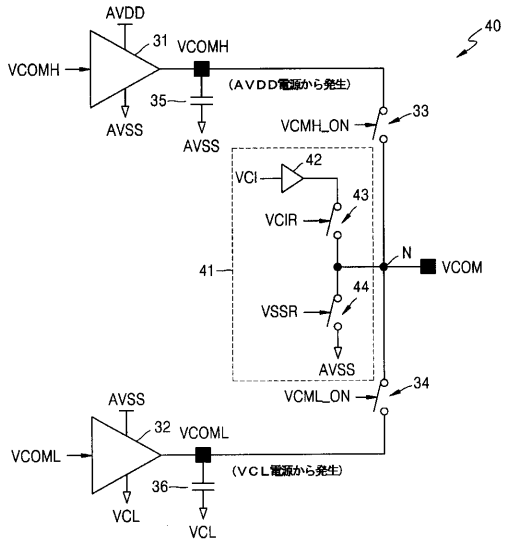 AVDD
40
31
VCOMH
VCOMH
(AVDD電源から発生)
35
AVSS
AVSS
VCMH_ON
33
42
VCI
43
VCIR
N
41
VCOM
44
VSSR
AVSS
34
VCML_ON
AVSS
32
VCOML
VCOML
(VCL電源から発生)
36
VCL
VCL